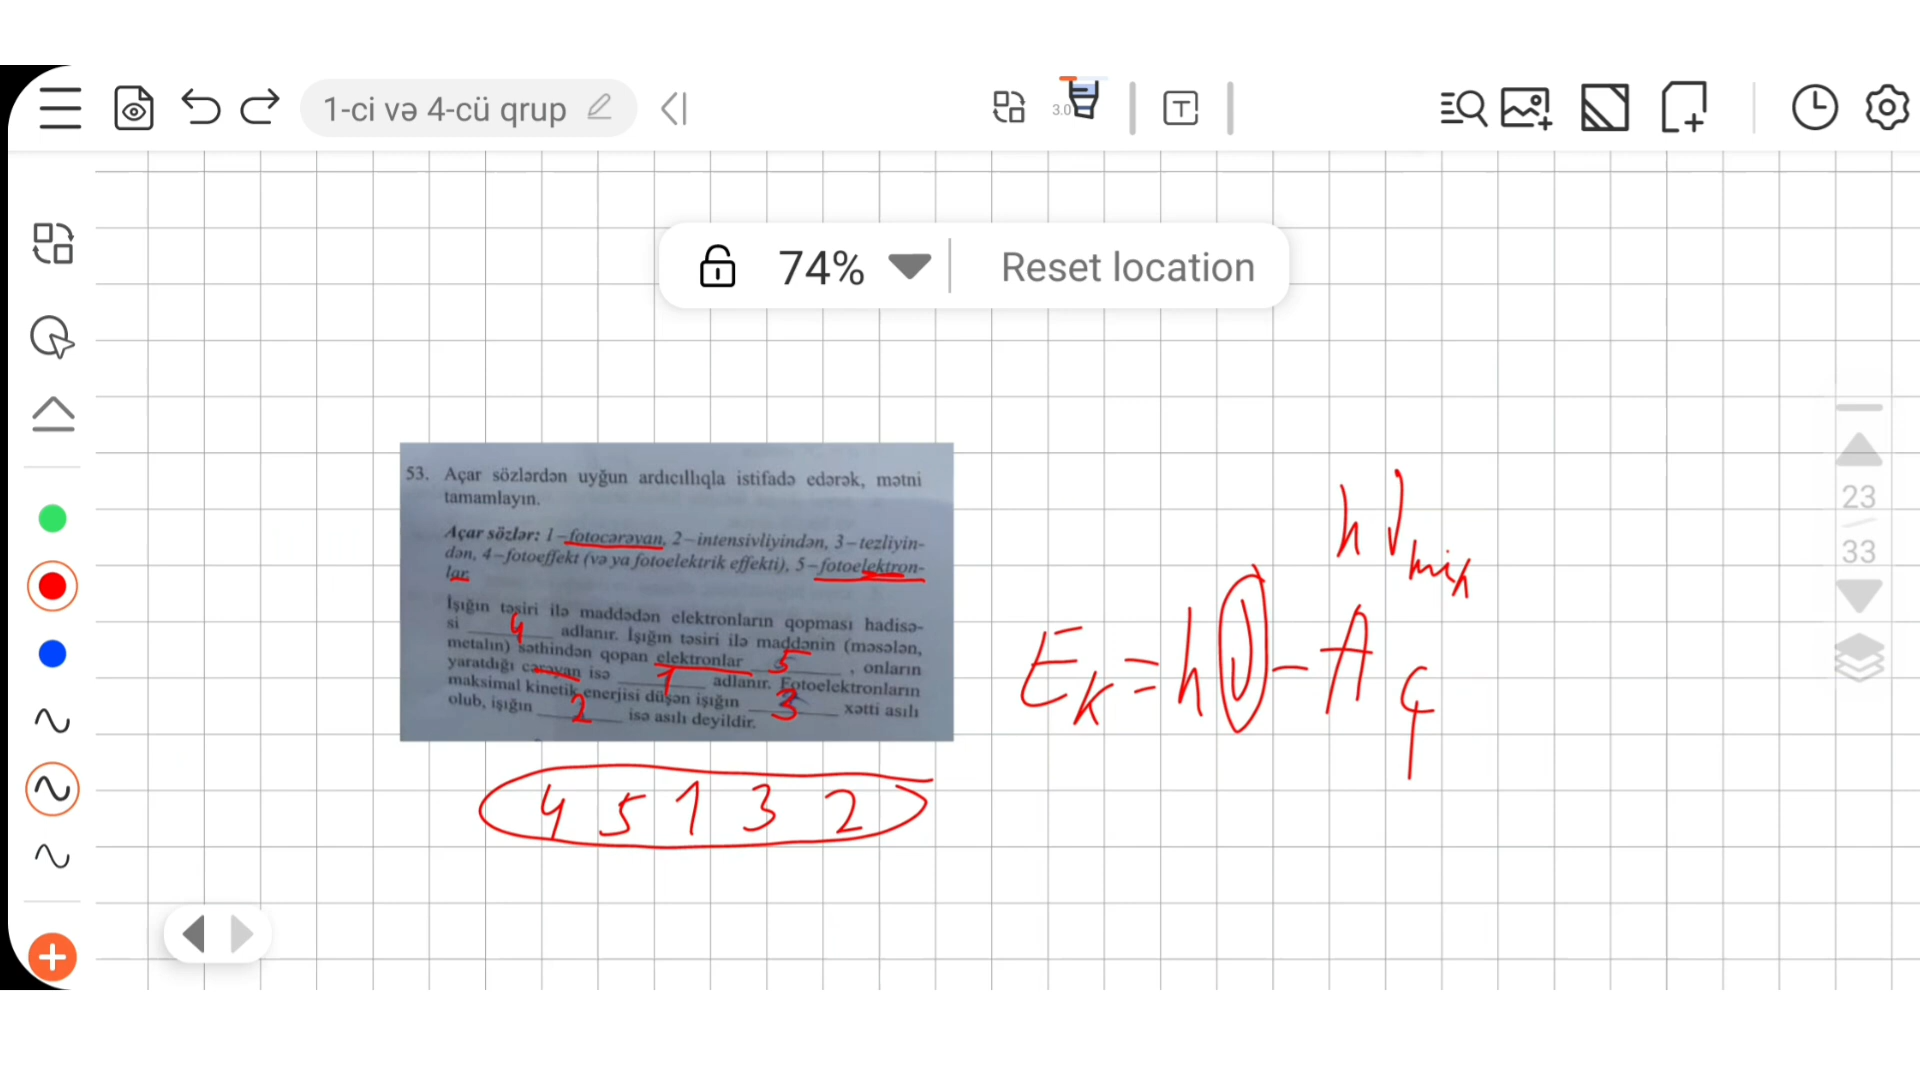 1-ci və 4-cü qrup
3.0
T
74%
Reset location
53. Açar sözlərdən uyğun ardıcıllıqla istifadə edərək, mətni
tamamlayın.
Açar sözlər: 1–fotocərəyan, 2–intensivliyindən, 3–tezliyin-
dən, 4–fotoeffekt (və ya fotoelektrik effekti), 5–fotoelektron-
lar.
İşığın təsiri ilə maddədən elektronların qopması hadisə-
si 4 adlanır. İşığın təsiri ilə maddənin (məsələn,
metalın) səthindən qopan elektronlar 5 , onların
yaratdığı cərəyan isə 1 adlanır. Fotoelektronların
maksimal kinetik enerjisi düşən işığın 3 xətti asılı
olub, işığın 2 isə asılı deyildir.
4 5 1 3 2
hνmin
Ek = hν – Aç
23
33